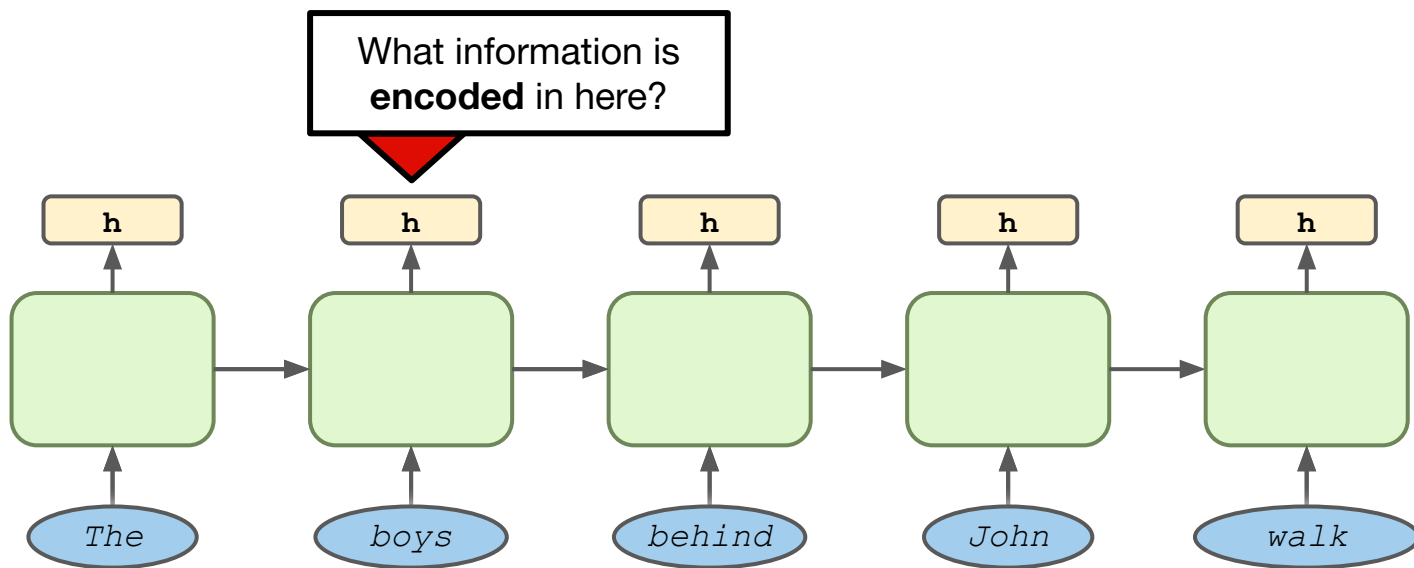 What information is
encoded in here?
h h h h h
The boys behind John walk